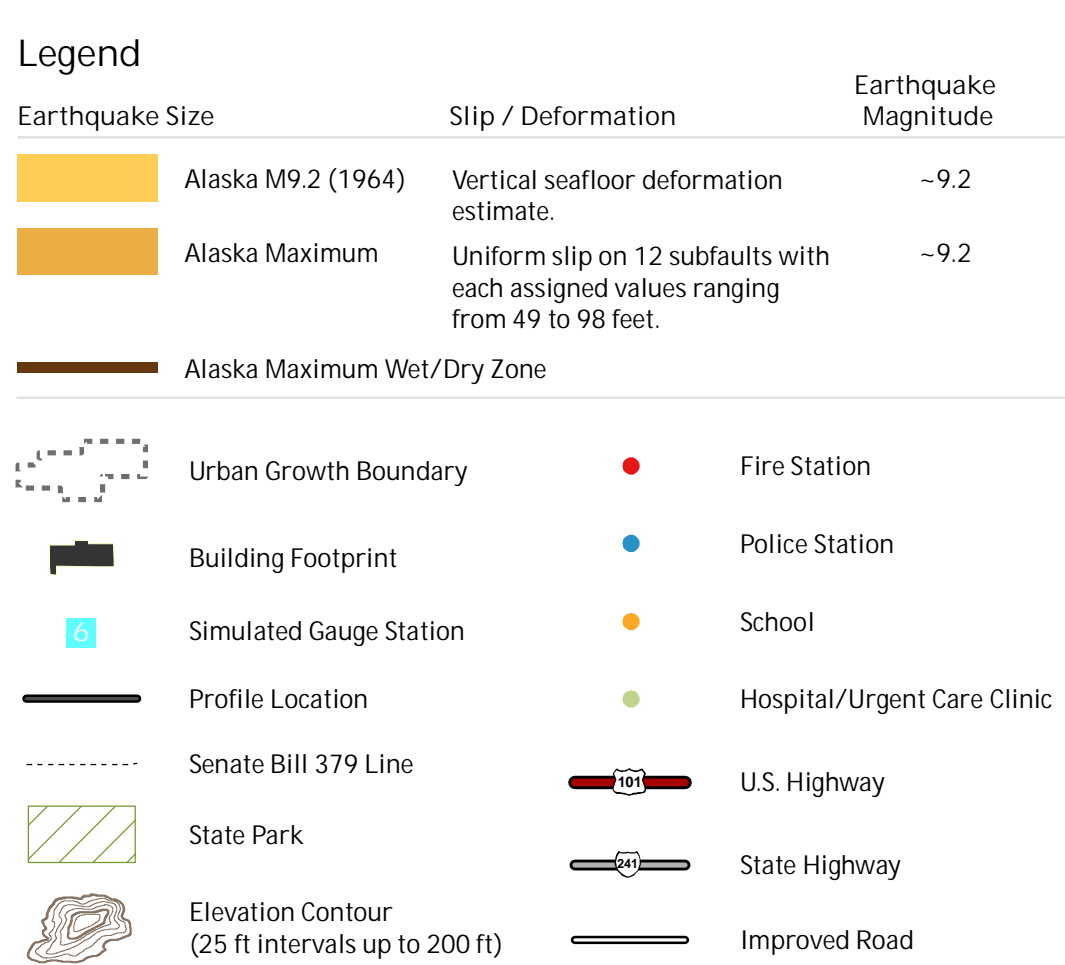 Legend
Earthquake Size
Slip / Deformation
Earthquake
Magnitude
Alaska M9.2 (1964)
Vertical seafloor deformation
estimate.
~9.2
Alaska Maximum
Uniform slip on 12 subfaults with
each assigned values ranging
from 49 to 98 feet.
~9.2
Alaska Maximum Wet/Dry Zone
Urban Growth Boundary
Building Footprint
6
Simulated Gauge Station
Profile Location
Senate Bill 379 Line
State Park
Elevation Contour
(25 ft intervals up to 200 ft)
Fire Station
Police Station
School
Hospital/Urgent Care Clinic
101
U.S. Highway
241
State Highway
Improved Road